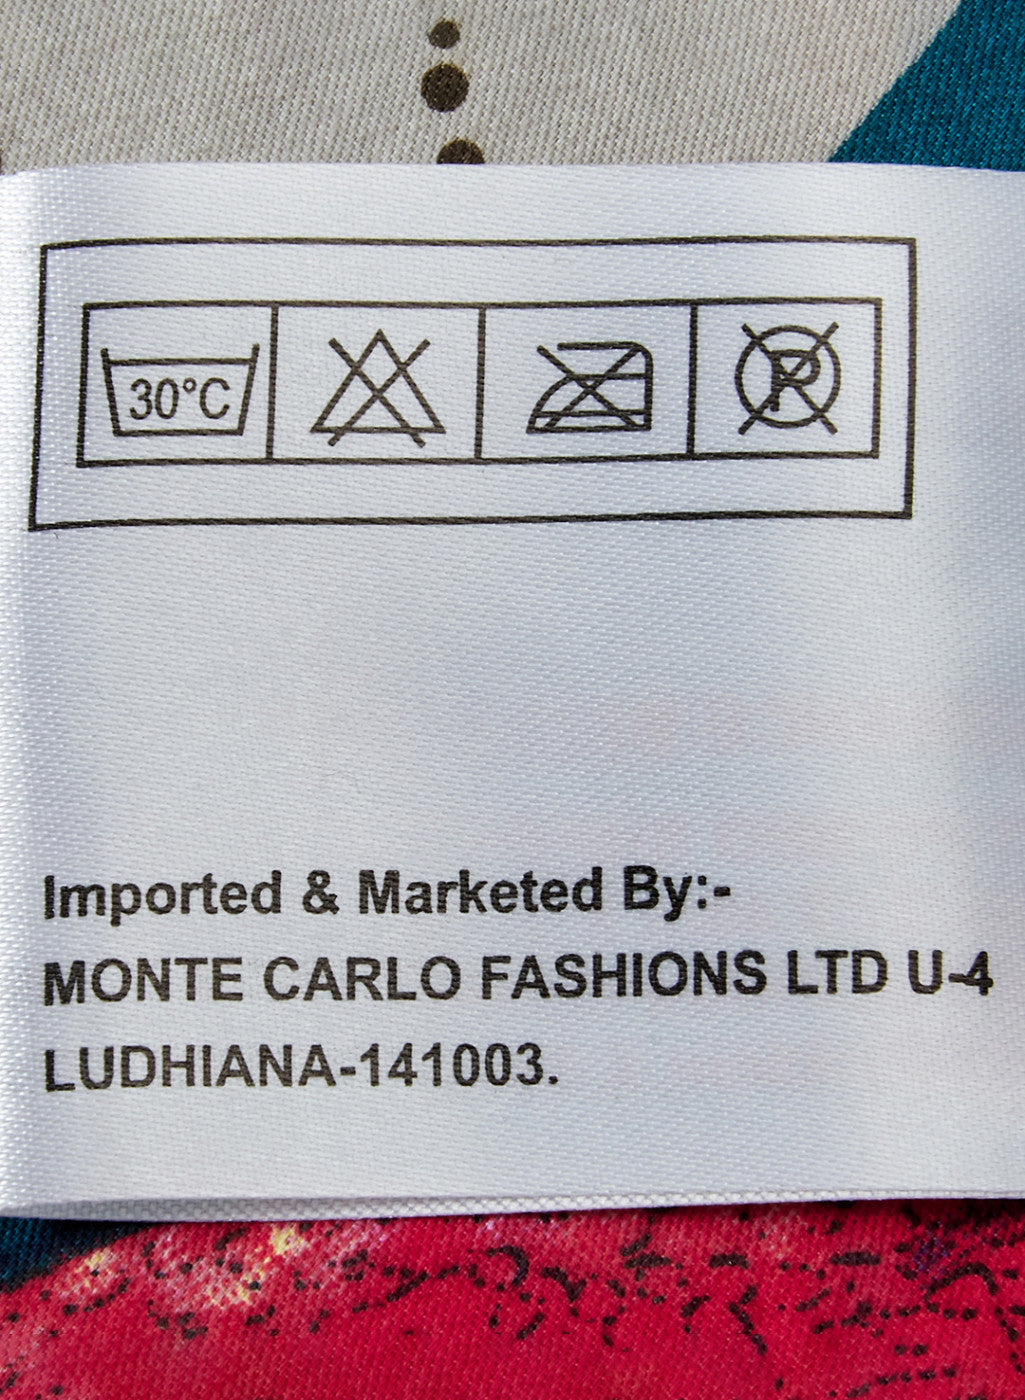 30°C P
Imported & Marketed By:-
MONTE CARLO FASHIONS LTD U-4
LUDHIANA-141003.